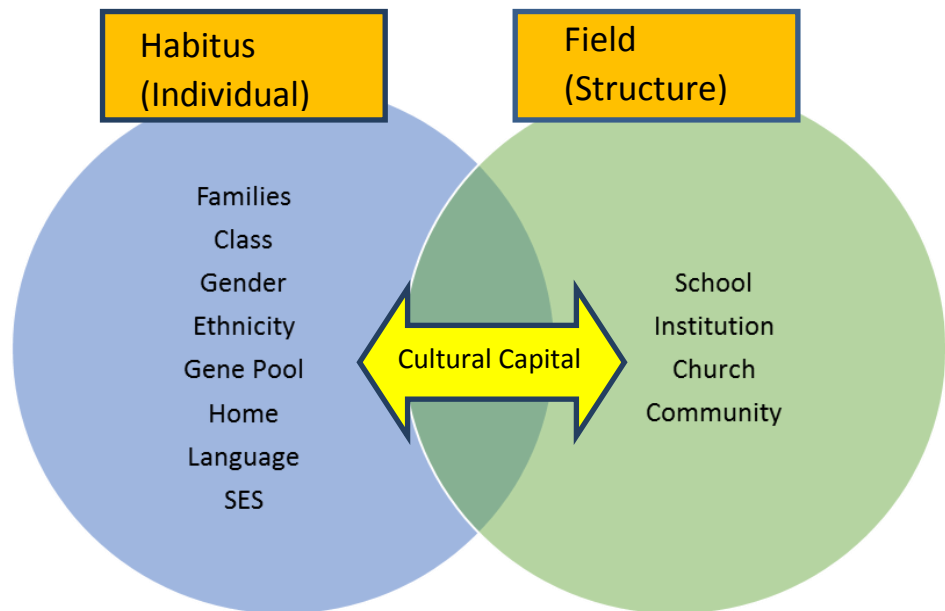 Habitus
(Individual)
Field
(Structure)
Families
Class
Gender
Ethnicity
Gene Pool
Home
Language
SES
Cultural Capital
School
Institution
Church
Community